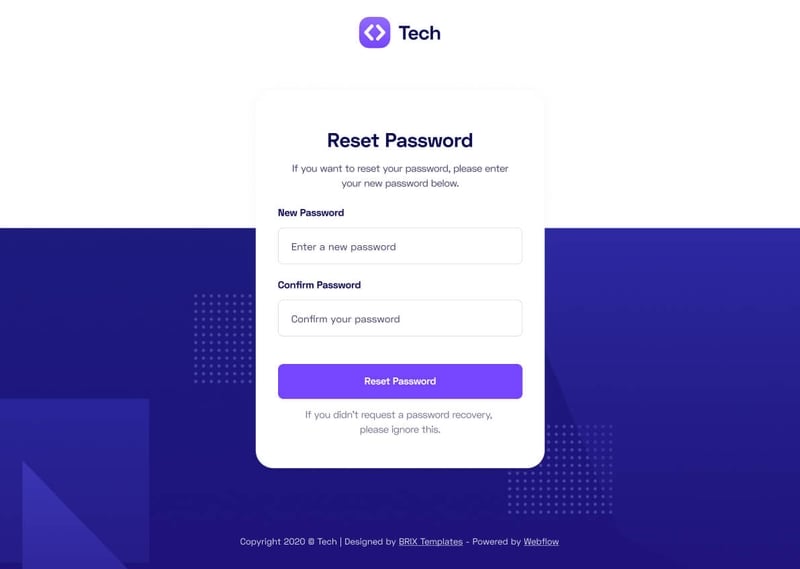 Tech
Reset Password
If you want to reset your password, please enter
your new password below.
New Password
Enter a new password
Confirm Password
Confirm your password
Reset Password
If you didn't request a password recovery,
please ignore this.
Copyright 2020 © Tech | Designed by BRIX Templates - Powered by Webflow